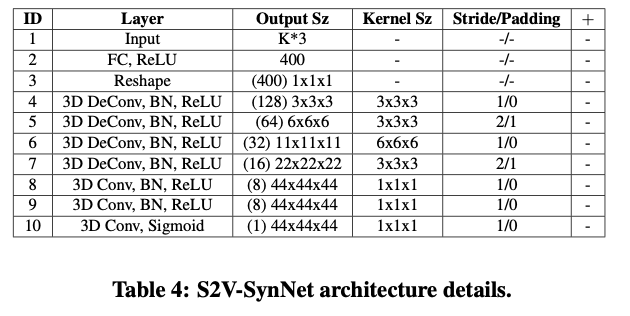 ID Layer Output Sz Kernel Sz Stride/Padding +
1 Input K*3 - -/- -
2 FC, ReLU 400 - -/- -
3 Reshape (400) 1x1x1 - -/- -
4 3D DeConv, BN, ReLU (128) 3x3x3 3x3x3 1/0 -
5 3D DeConv, BN, ReLU (64) 6x6x6 3x3x3 2/1 -
6 3D DeConv, BN, ReLU (32) 11x11x11 6x6x6 1/0 -
7 3D DeConv, BN, ReLU (16) 22x22x22 3x3x3 2/1 -
8 3D Conv, BN, ReLU (8) 44x44x44 1x1x1 1/0 -
9 3D Conv, BN, ReLU (8) 44x44x44 1x1x1 1/0 -
10 3D Conv, Sigmoid (1) 44x44x44 1x1x1 1/0 -
Table 4: S2V-SynNet architecture details.